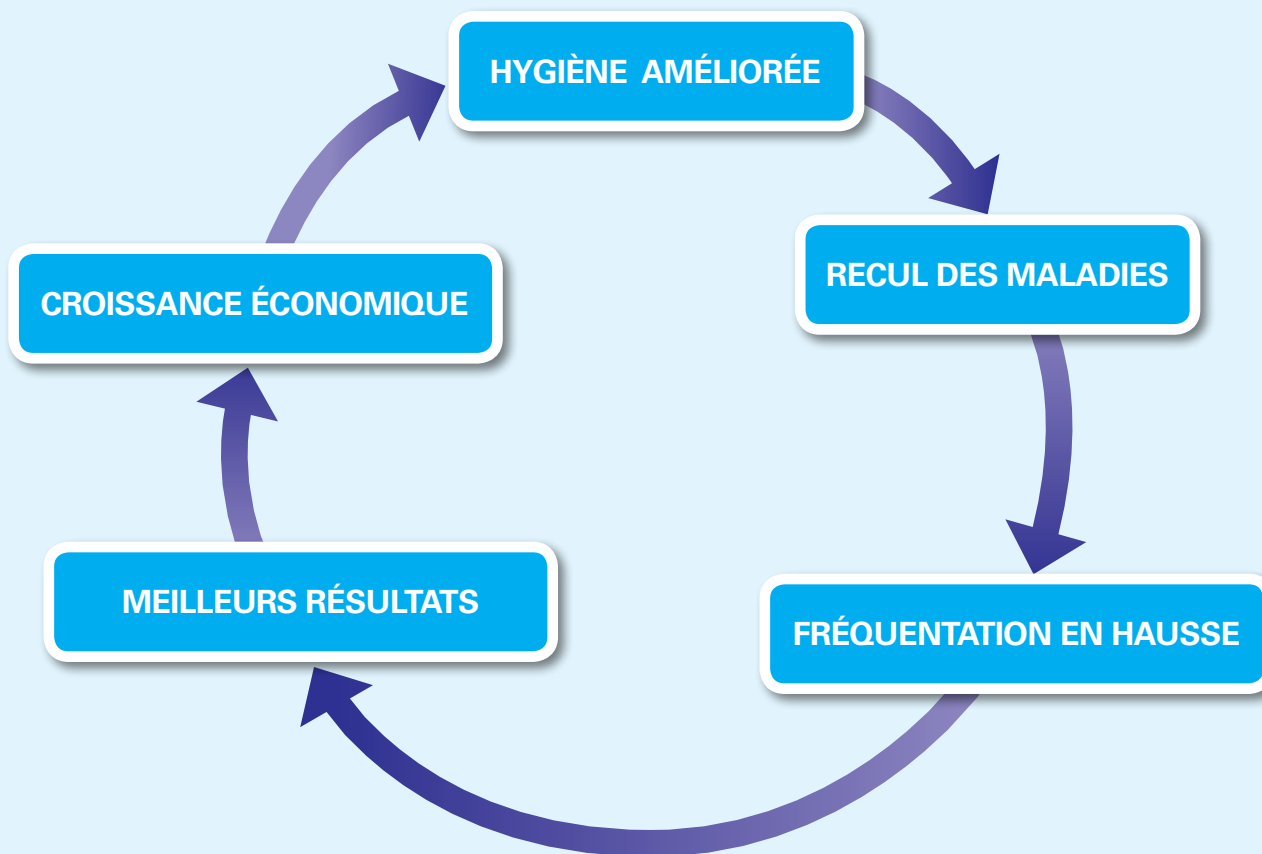 HYGIÈNE AMÉLIORÉE
RECUL DES MALADIES
CROISSANCE ÉCONOMIQUE
MEILLEURS RÉSULTATS
FRÉQUENTATION EN HAUSSE